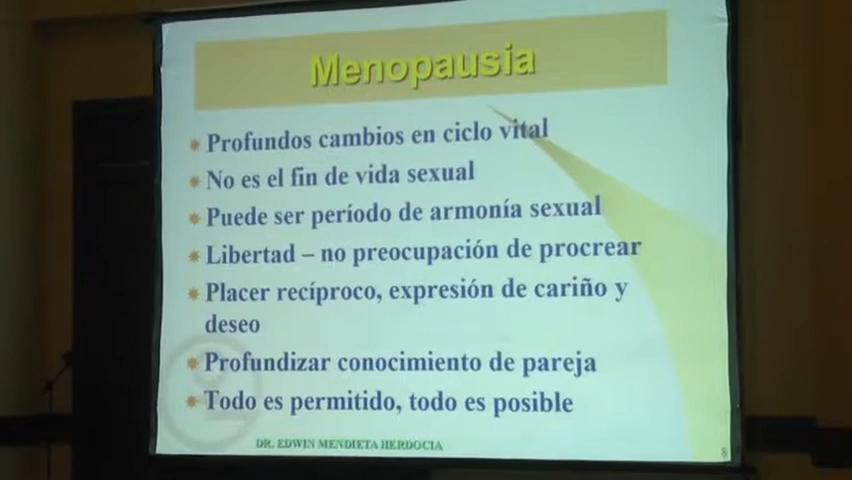 Menopausia
Profundos cambios en ciclo vital
No es el fin de vida sexual
Puede ser período de armonía sexual
Libertad – no preocupación de procrear
Placer recíproco, expresión de cariño y
deseo
Profundizar conocimiento de pareja
Todo es permitido, todo es posible
DR. EDWIN MENDIETA HERDOCIA
8